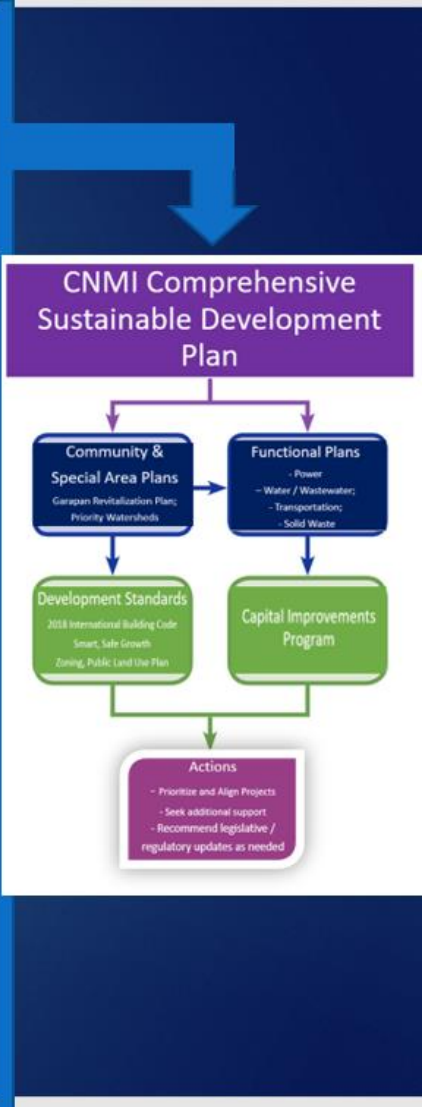 CNMI Comprehensive
Sustainable Development
Plan
Community &
Special Area Plans
Garapan Revitalization Plan;
Priority Watersheds
Functional Plans
- Power
– Water / Wastewater;
- Transportation;
- Solid Waste
Development Standards
2018 International Building Code
Smart, Safe Growth
Zoning, Public Land Use Plan
Capital Improvements
Program
Actions
– Prioritize and Align Projects
- Seek additional support
- Recommend legislative /
regulatory updates as needed